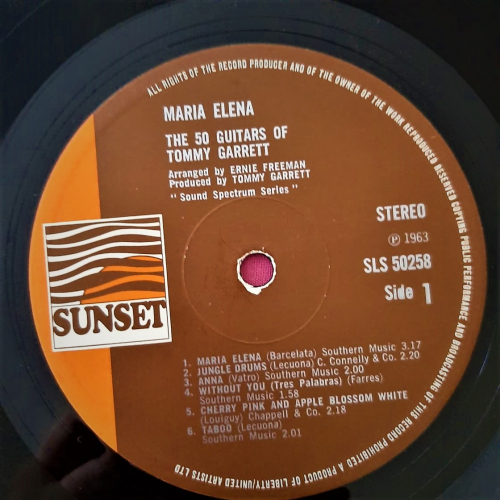 ALL RIGHTS OF THE RECORD PRODUCER AND OF THE OWNER OF THE WORK REPRODUCED RESERVED COPYING PUBLIC PERFORMANCE AND BROADCASTING OF THIS RECORD PROHIBITED A PRODUCT OF LIBERTY/UNITED ARTISTS LTD
MARIA ELENA
THE 50 GUITARS OF
TOMMY GARRETT
Arranged by ERNIE FREEMAN
Produced by TOMMY GARRETT
"Sound Spectrum Series"
STEREO
℗ 1963
SLS 50258
Side 1
SUNSET
1. MARIA ELENA (Barcelata) Southern Music 3.17
2. JUNGLE DRUMS (Lecuona) C. Connelly & Co. 2.20
3. ANNA (Vatro) Southern Music 2.00
4. WITHOUT YOU (Tres Palabras) (Farres)
Southern Music 1.58
5. CHERRY PINK AND APPLE BLOSSOM WHITE
(Louiguy) Chappell & Co. 2.18
6. TABOO (Lecuona)
Southern Music 2.01